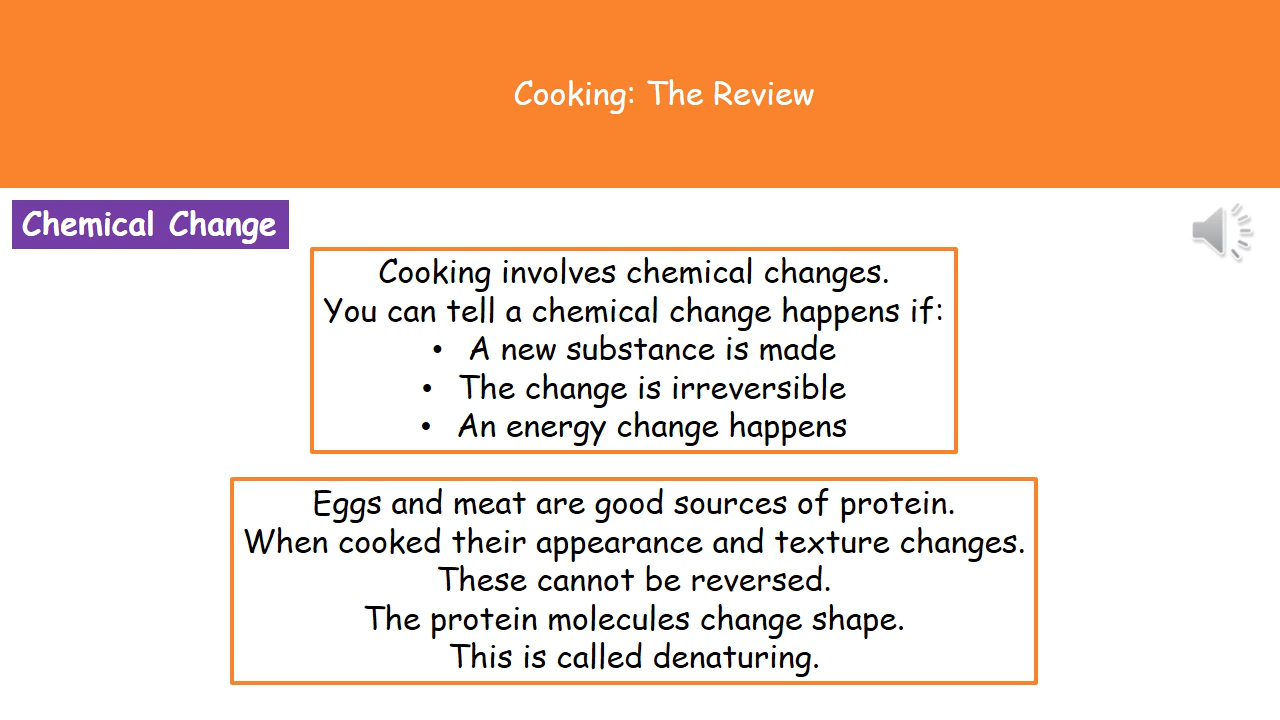 Cooking: The Review
Chemical Change
Cooking involves chemical changes.
You can tell a chemical change happens if:
• A new substance is made
• The change is irreversible
• An energy change happens
Eggs and meat are good sources of protein.
When cooked their appearance and texture changes.
These cannot be reversed.
The protein molecules change shape.
This is called denaturing.